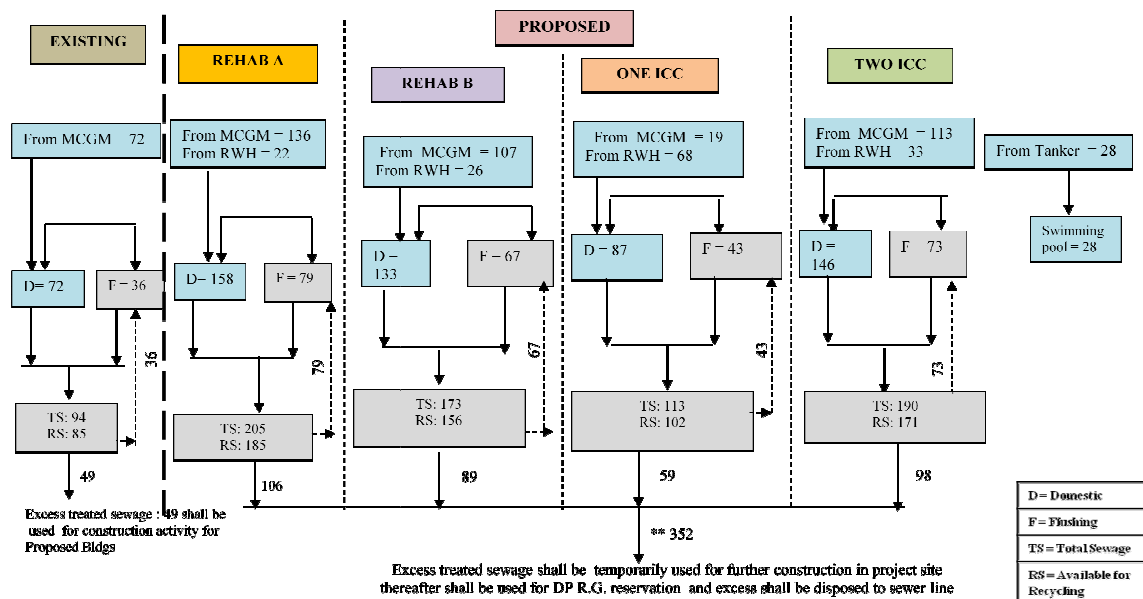 PROPOSED
EXISTING
REHAB A
REHAB B
ONE ICC
TWO ICC
From MCGM 72
From MCGM = 136
From RWH = 22
From MCGM = 107
From RWH = 26
From MCGM = 19
From RWH = 68
From MCGM = 113
From RWH = 33
From Tanker = 28
D= 72
F = 36
D= 158
F = 79
D =
133
F = 67
D = 87
F = 43
D =
146
F = 73
Swimming
pool = 28
36
79
67
43
73
TS: 94
RS: 85
TS: 205
RS: 185
TS: 173
RS: 156
TS: 113
RS: 102
TS: 190
RS: 171
49
106
89
59
98
Excess treated sewage : 49 shall be
used for construction activity for
Proposed Bldgs
** 352
Excess treated sewage shall be temporarily used for further construction in project site
thereafter shall be used for DP R.G. reservation and excess shall be disposed to sewer line
D= Domestic
F = Flushing
TS = Total Sewage
RS = Available for
Recycling